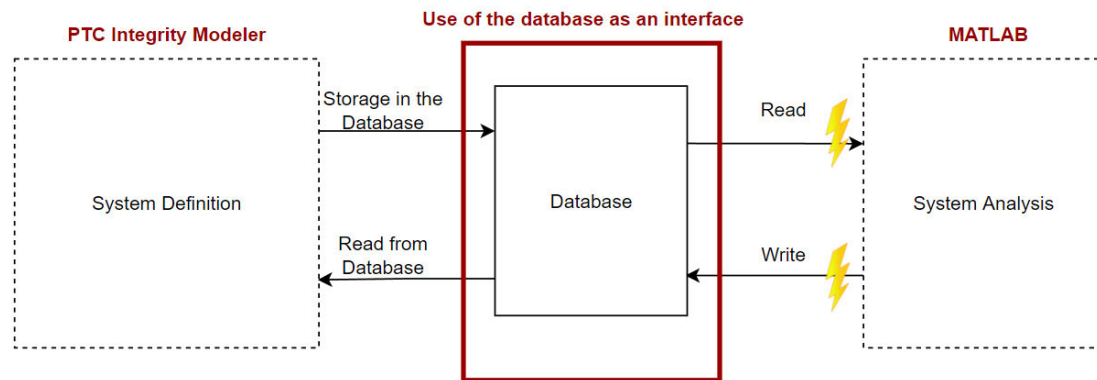 Use of the database as an interface
PTC Integrity Modeler
MATLAB
Storage in the
Database
Read
System Definition
Database
System Analysis
Read from
Database
Write